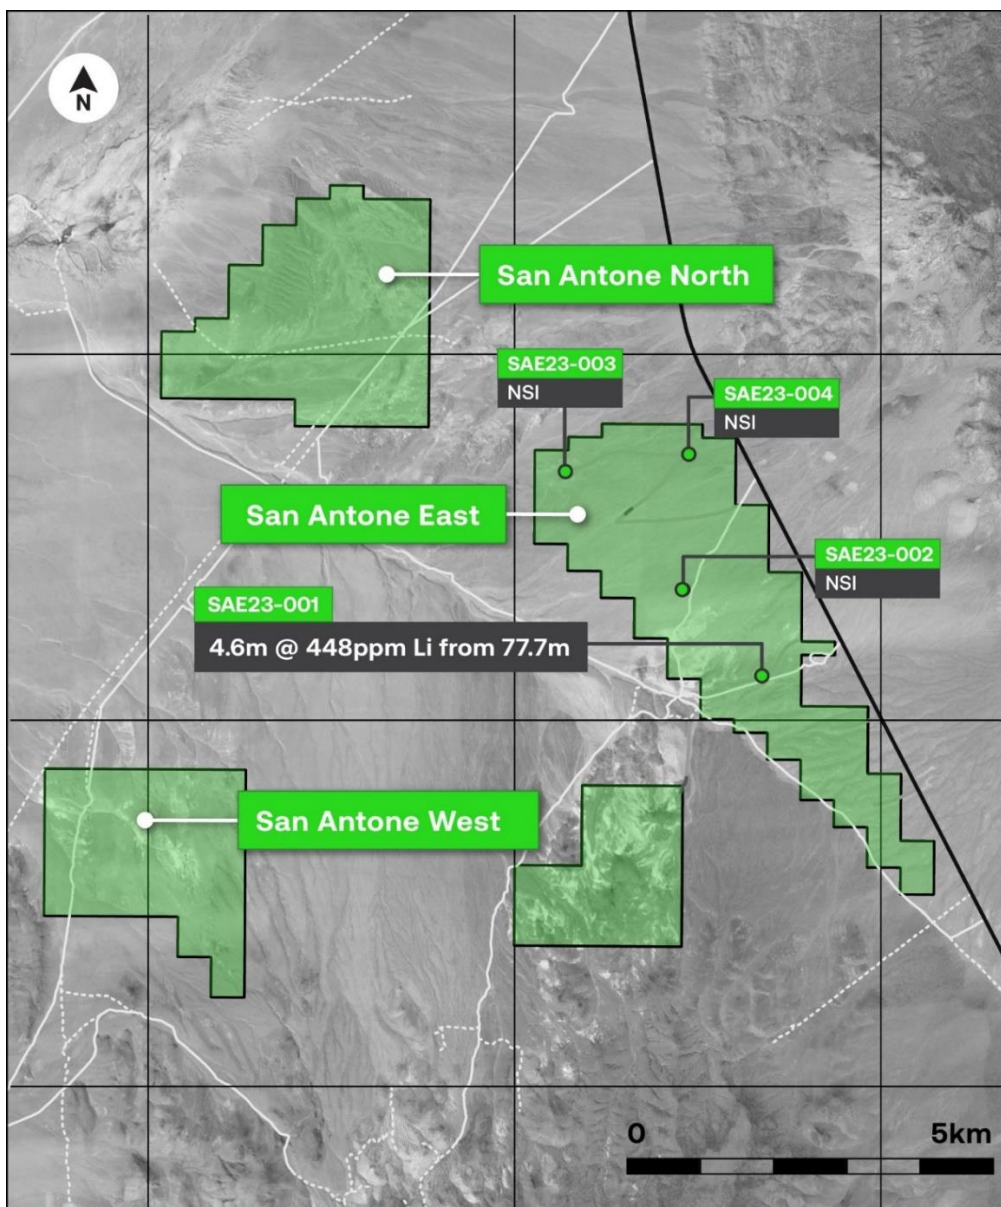 N
San Antone North
SAE23-003
NSI
SAE23-004
NSI
San Antone East
SAE23-002
NSI
SAE23-001
4.6m @ 448ppm Li from 77.7m
San Antone West
0
5km